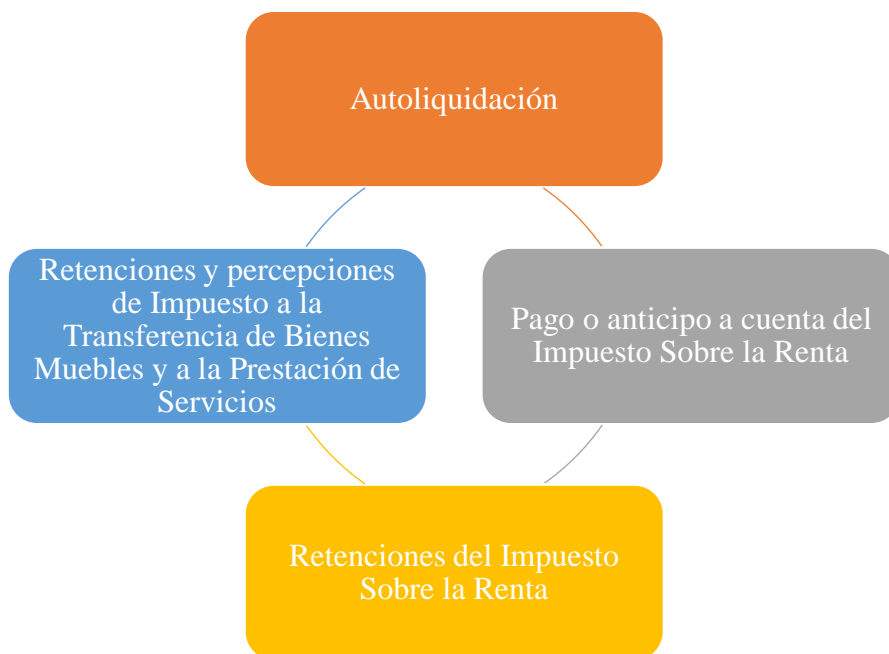 Autoliquidación
Retenciones y percepciones
de Impuesto a la
Transferencia de Bienes
Muebles y a la Prestación de
Servicios
Pago o anticipo a cuenta del
Impuesto Sobre la Renta
Retenciones del Impuesto
Sobre la Renta